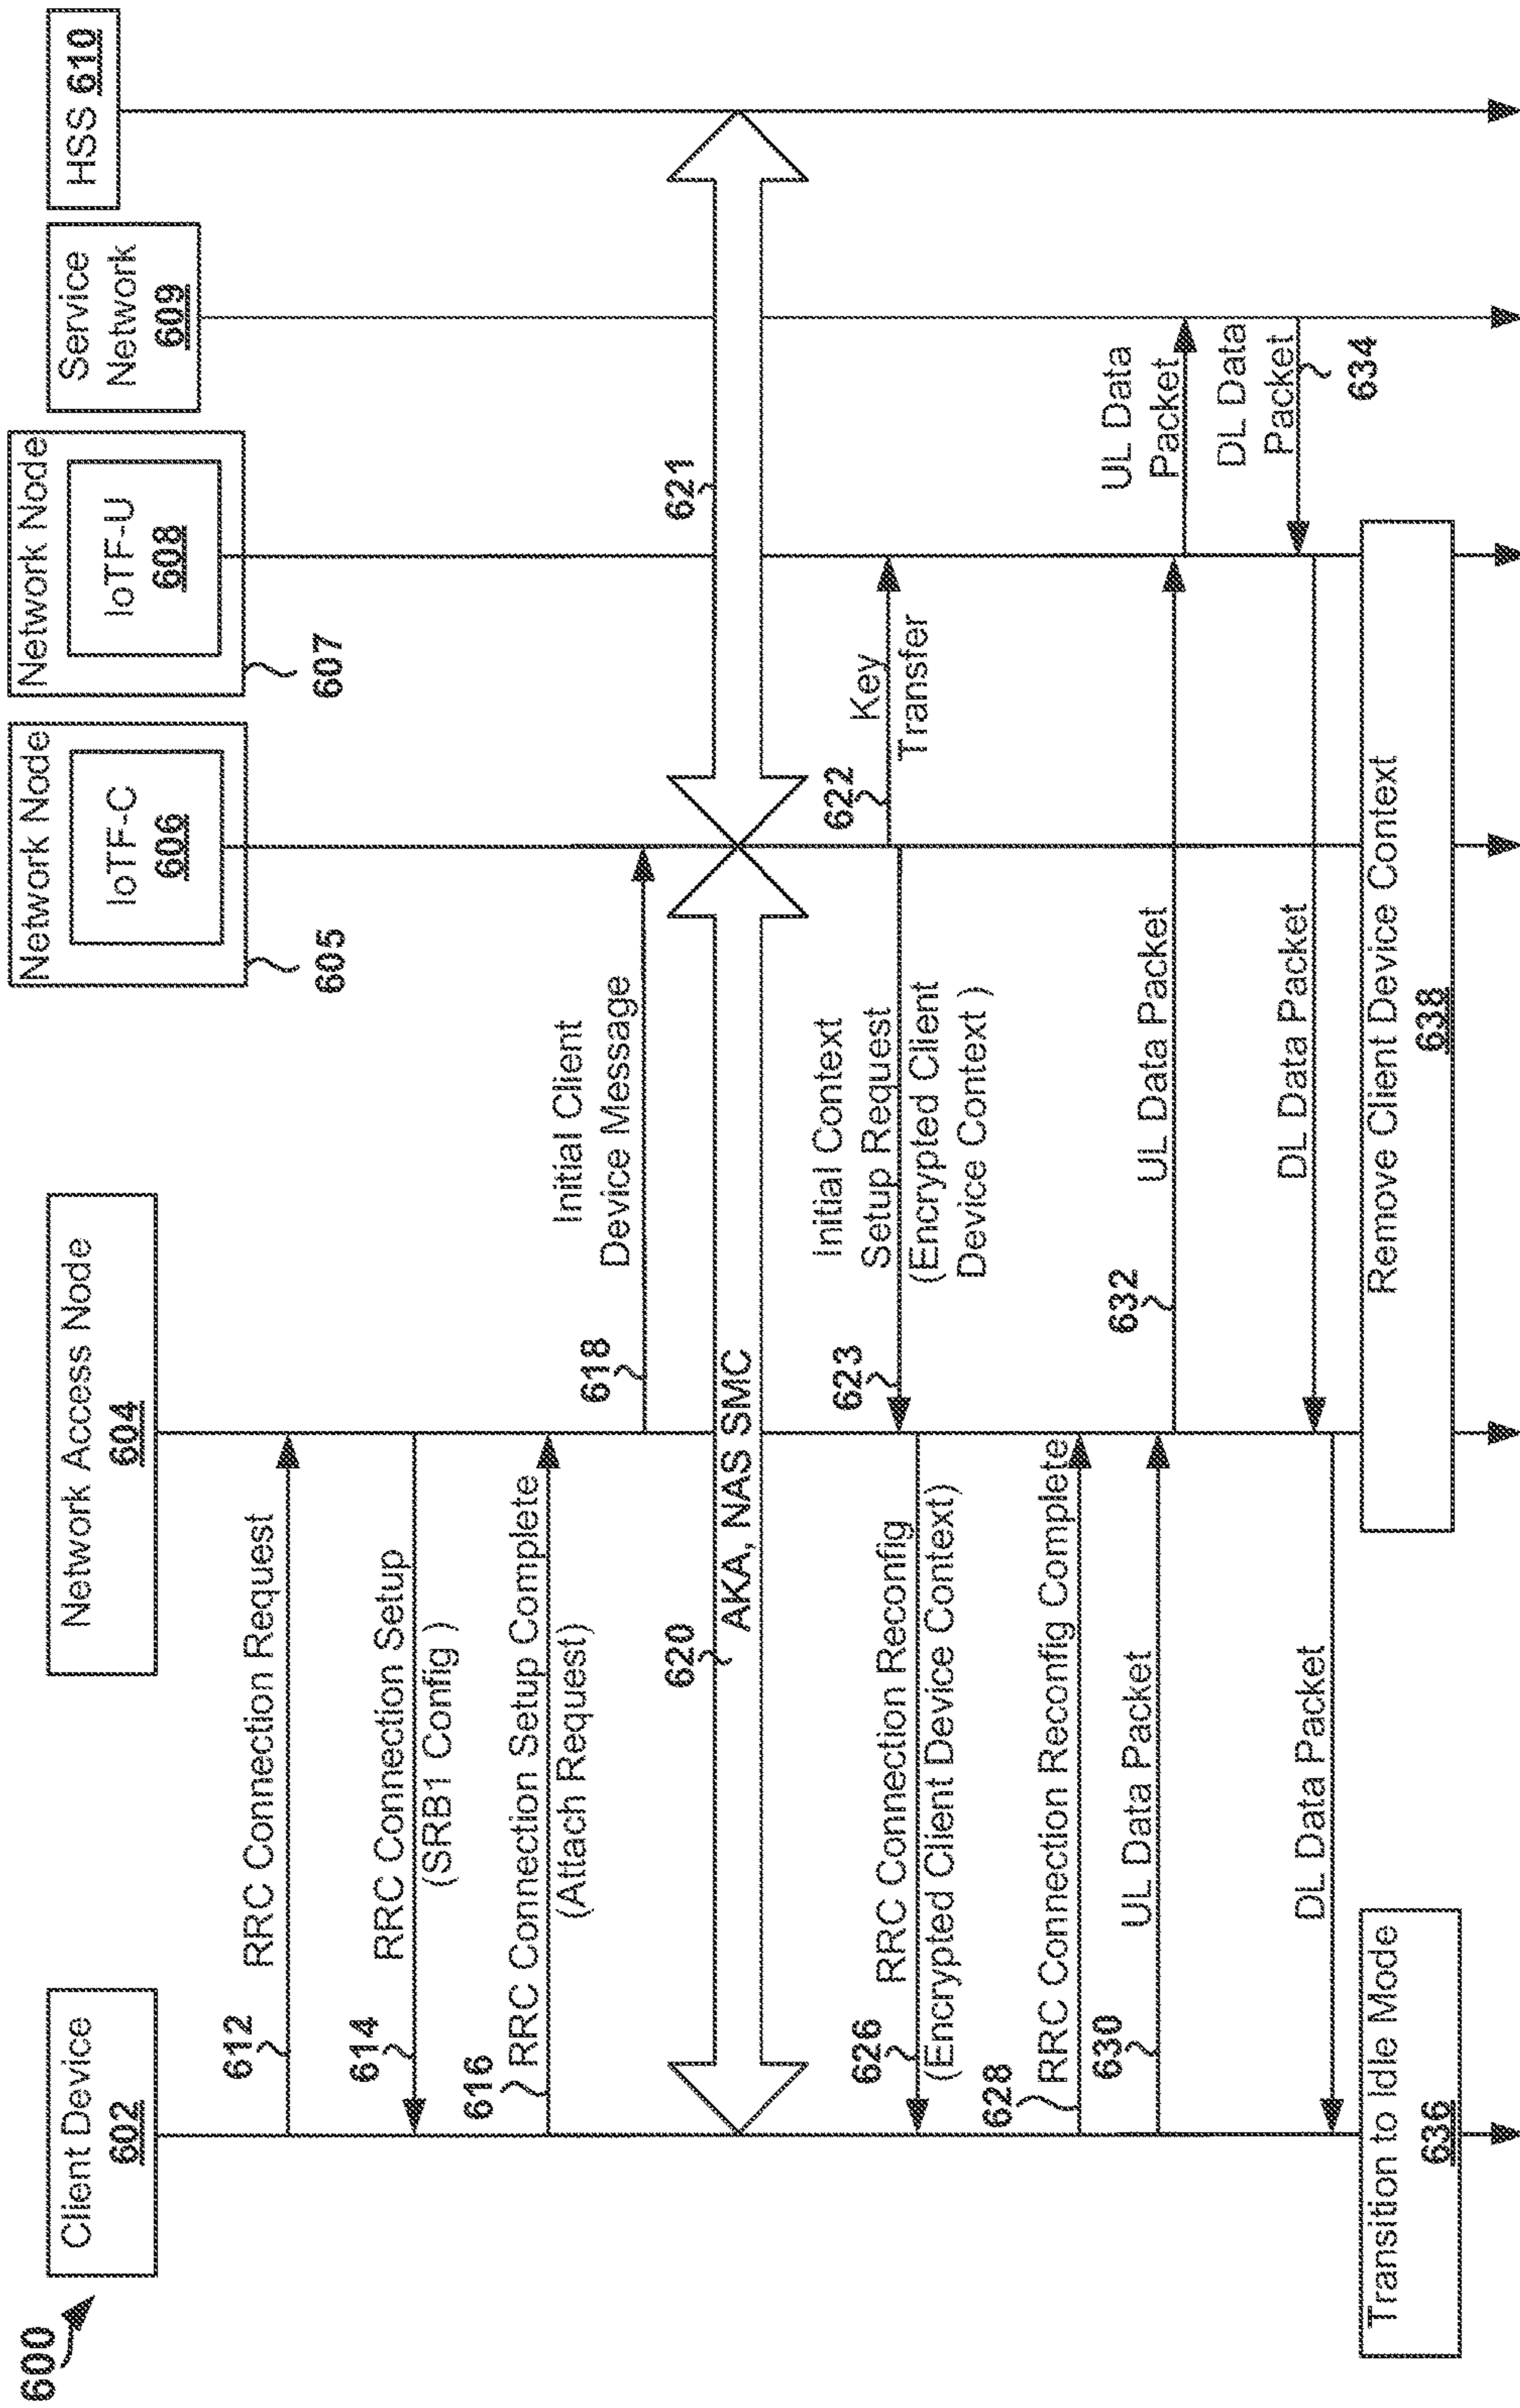 600
Client Device
602
Network Access Node
604
Network Node
IoTF-C
606
605
Network Node
IoTF-U
608
607
Service
Network
609
HSS 610
612
RRC Connection Request
614
RRC Connection Setup
(SRB1 Config )
616
RRC Connection Setup Complete
(Attach Request)
618
Initial Client
Device Message
620
AKA, NAS SMC
621
622
Key
Transfer
623
Initial Context
Setup Request
(Encrypted Client
Device Context )
626
RRC Connection Reconfig
(Encrypted Client Device Context)
628
RRC Connection Reconfig Complete
630
UL Data Packet
632
UL Data Packet
UL Data
Packet
DL Data
Packet
634
DL Data Packet
DL Data Packet
Transition to Idle Mode
636
Remove Client Device Context
638